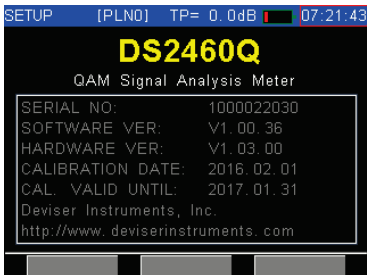 SETUP [PLN0] TP= 0.0dB 07:21:43
DS2460Q
QAM Signal Analysis Meter
SERIAL NO: 1000022030
SOFTWARE VER: V1.00.36
HARDWARE VER: V1.03.00
CALIBRATION DATE: 2016.02.01
CAL. VALID UNTIL: 2017.01.31
Deviser Instruments, Inc.
http://www.deviserinstruments.com